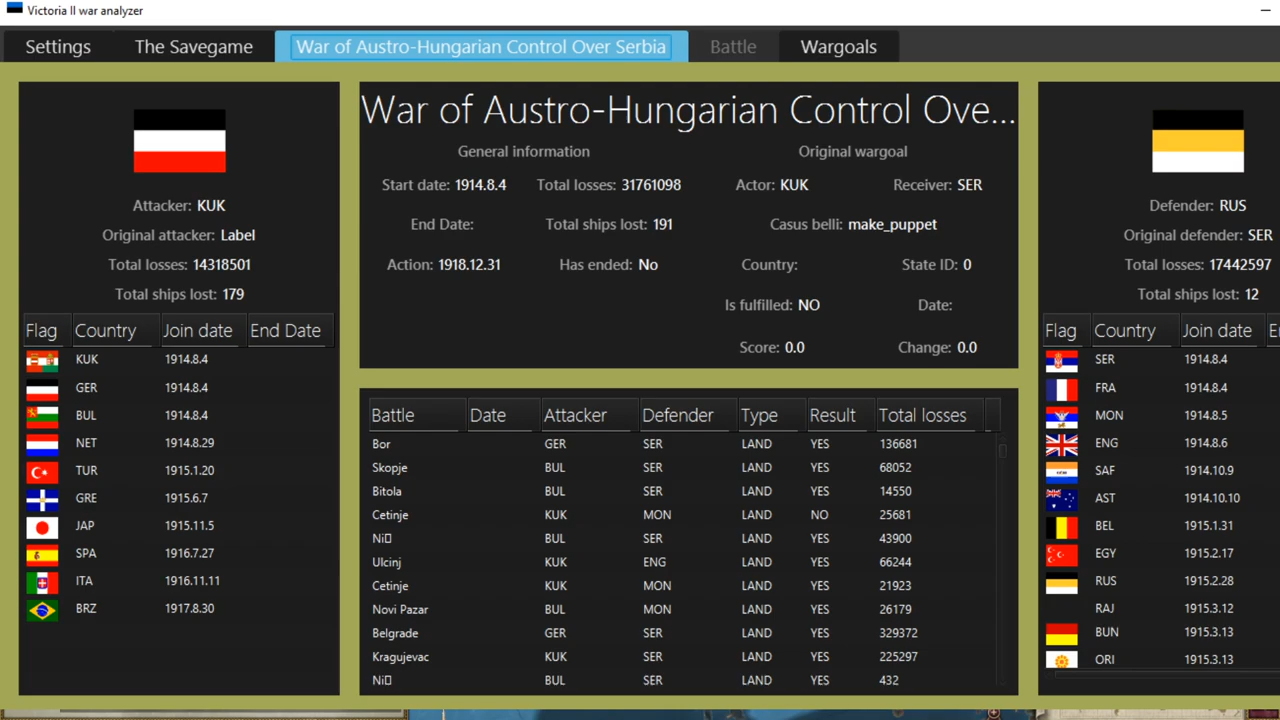 Victoria II war analyzer
Settings The Savegame War of Austro-Hungarian Control Over Serbia Battle Wargoals
Attacker: KUK
Original attacker: Label
Total losses: 14318501
Total ships lost: 179
Flag Country Join date End Date
KUK 1914.8.4
GER 1914.8.4
BUL 1914.8.4
NET 1914.8.29
TUR 1915.1.20
GRE 1915.6.7
JAP 1915.11.5
SPA 1916.7.27
ITA 1916.11.11
BRZ 1917.8.30
War of Austro-Hungarian Control Ove...
General information Original wargoal
Start date: 1914.8.4 Total losses: 31761098 Actor: KUK Receiver: SER
End Date: Total ships lost: 191 Casus belli: make_puppet
Action: 1918.12.31 Has ended: No Country: State ID: 0
Is fulfilled: NO Date:
Score: 0.0 Change: 0.0
Battle Date Attacker Defender Type Result Total losses
Bor GER SER LAND YES 136681
Skopje BUL SER LAND YES 68052
Bitola BUL SER LAND YES 14550
Cetinje KUK MON LAND NO 25681
Ni▯ BUL SER LAND YES 43900
Ulcinj KUK ENG LAND YES 66244
Cetinje KUK MON LAND YES 21923
Novi Pazar BUL MON LAND YES 26179
Belgrade GER SER LAND YES 329372
Kragujevac KUK SER LAND YES 225297
Ni▯ BUL SER LAND YES 432
Defender: RUS
Original defender: SER
Total losses: 17442597
Total ships lost: 12
Flag Country Join date
SER 1914.8.4
FRA 1914.8.4
MON 1914.8.5
ENG 1914.8.6
SAF 1914.10.9
AST 1914.10.10
BEL 1915.1.31
EGY 1915.2.17
RUS 1915.2.28
RAJ 1915.3.12
BUN 1915.3.13
ORI 1915.3.13